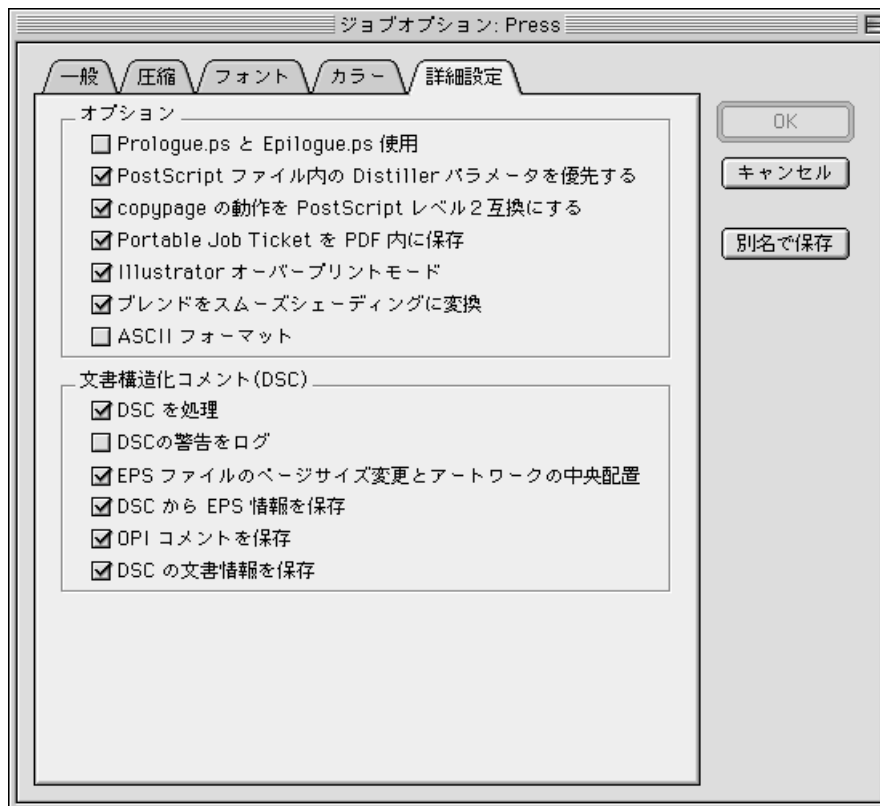 ジョブオプション: Press
一般 圧縮 フォント カラー 詳細設定
オプション
Prologue.ps と Epilogue.ps 使用
PostScript ファイル内の Distiller パラメータを優先する
copypage の動作を PostScript レベル2互換にする
Portable Job Ticket を PDF 内に保存
Illustrator オーバープリントモード
ブレンドをスムーズシェーディングに変換
ASCII フォーマット
文書構造化コメント(DSC)
DSC を処理
DSCの警告をログ
EPS ファイルのページサイズ変更とアートワークの中央配置
DSC から EPS 情報を保存
OPI コメントを保存
DSC の文書情報を保存
OK
キャンセル
別名で保存